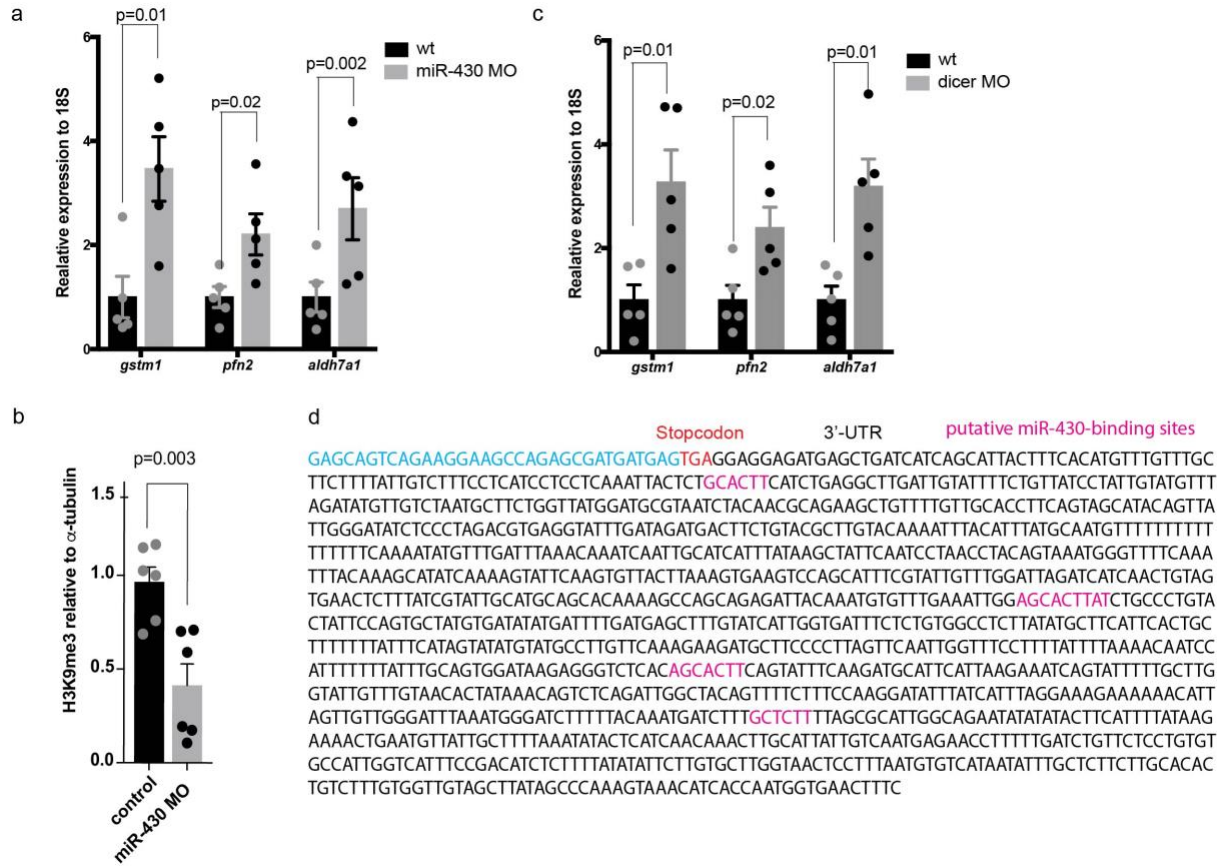 a
p=0.01
p=0.02
p=0.002
wt
miR-430 MO
Realative expression to 18S
6
4
2
0
gstm1
pfn2
aldh7a1
c
p=0.01
p=0.02
p=0.01
wt
dicer MO
Realative expression to 18S
6
4
2
0
gstm1
pfn2
aldh7a1
b
p=0.003
H3K9me3 relative to α-tubulin
1.5
1.0
0.5
0.0
control
miR-430 MO
d
Stopcodon
3'-UTR
putative miR-430-binding sites
GAGCAGTCAGAAGGAAGCCAGAGCGATGATGAGTGAGGAGGAGATGAGCTGATCATCAGCATTACTTTCACATGTTTGTTTGC
TTCTTTTATTGTCTTTCCTCATCCTCCTCAAATTACTCTGCACTTCATCTGAGGCTTGATTGTATTTTCTGTTATCCTATTGTATGTTT
AGATATGTTGTCTAATGCTTCTGGTTATGGATGCGTAATCTACAACGCAGAAGCTGTTTTTGTTGCACCTTCAGTAGCATACAGTTA
TTGGGATATCTCCCTAGACGTGAGGTATTTGATAGATGACTTCTGTACGCTTGTACAAAATTTACATTTATGCAATGTTTTTTTTTTT
TTTTTTTCAAAATATGTTTGATTTAAACAAATCAATTGCATCATTTATAAGCTATTCAATCCTAACCTACAGTAAATGGGTTTTCAAA
TTTACAAAGCATATCAAAAGTATTCAAGTGTTACTTAAAGTGAAGTCCAGCATTTCGTATTGTTTGGATTAGATCATCAACTGTAG
TGAACTCTTTATCGTATTGCATGCAGCACAAAAGCCAGCAGAGATTACAAATGTGTTTGAAATTGGAGCACTTATCTGCCCTGTA
CTATTCCAGTGCTATGTGATATATGATTTTGATGAGCTTTGTATCATTGGTGATTTCTCTGTGGCCTCTTATATGCTTCATTCACTGC
TTTTTTTATTTCATAGTATATGTATGCCTTGTTCAAAGAAGATGCTTCCCCTTAGTTCAATTGGTTTCCTTTTATTTTAAAACAATCC
ATTTTTTTTATTTGCAGTGGATAAGAGGGTCTCACAGCACTTCAGTATTTCAAGATGCATTCATTAAGAAATCAGTATTTTTGCTTG
GTATTGTTTGTAACACTATAAACAGTCTCAGATTGGCTACAGTTTTCTTTCCAAGGATATTTATCATTTAGGAAAGAAAAAACATT
AGTTGTTGGGATTTAAATGGGATCTTTTTACAAATGATCTTTGCTCTTTTAGCGCATTGGCAGAATATATATACTTCATTTTATAAG
AAAACTGAATGTTATTGCTTTTAAATATACTCATCAACAAACTTGCATTATTGTCAATGAGAACCTTTTTGATCTGTTCTCCTGTGT
GCCATTGGTCATTTCCGACATCTCTTTTATATATTCTTGTGCTTGGTAACTCCTTTAATGTGTCATAATATTTGCTCTTCTTGCACAC
TGTCTTTGTGGTTGTAGCTTATAGCCCAAAGTAAACATCACCAATGGTGAACTTTC